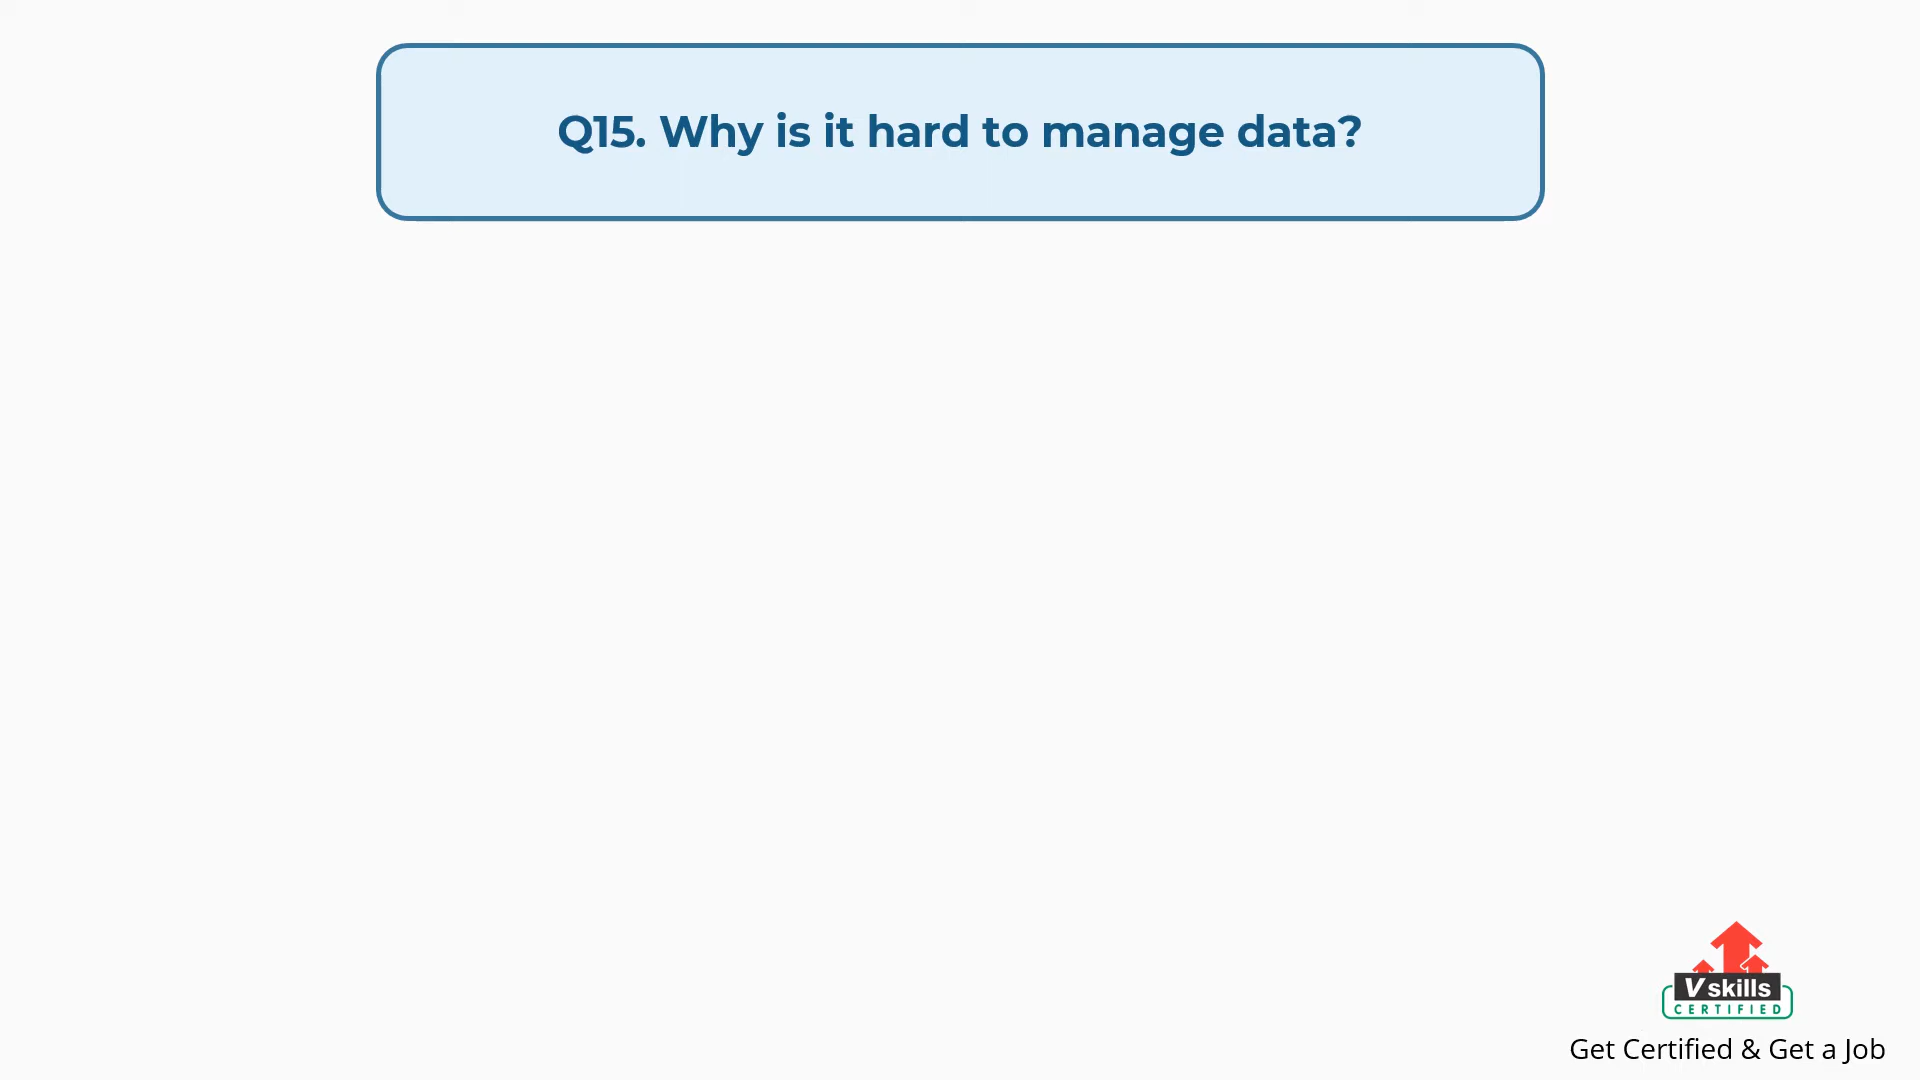 Q15. Why is it hard to manage data?
Vskills
CERTIFIED
Get Certified & Get a Job